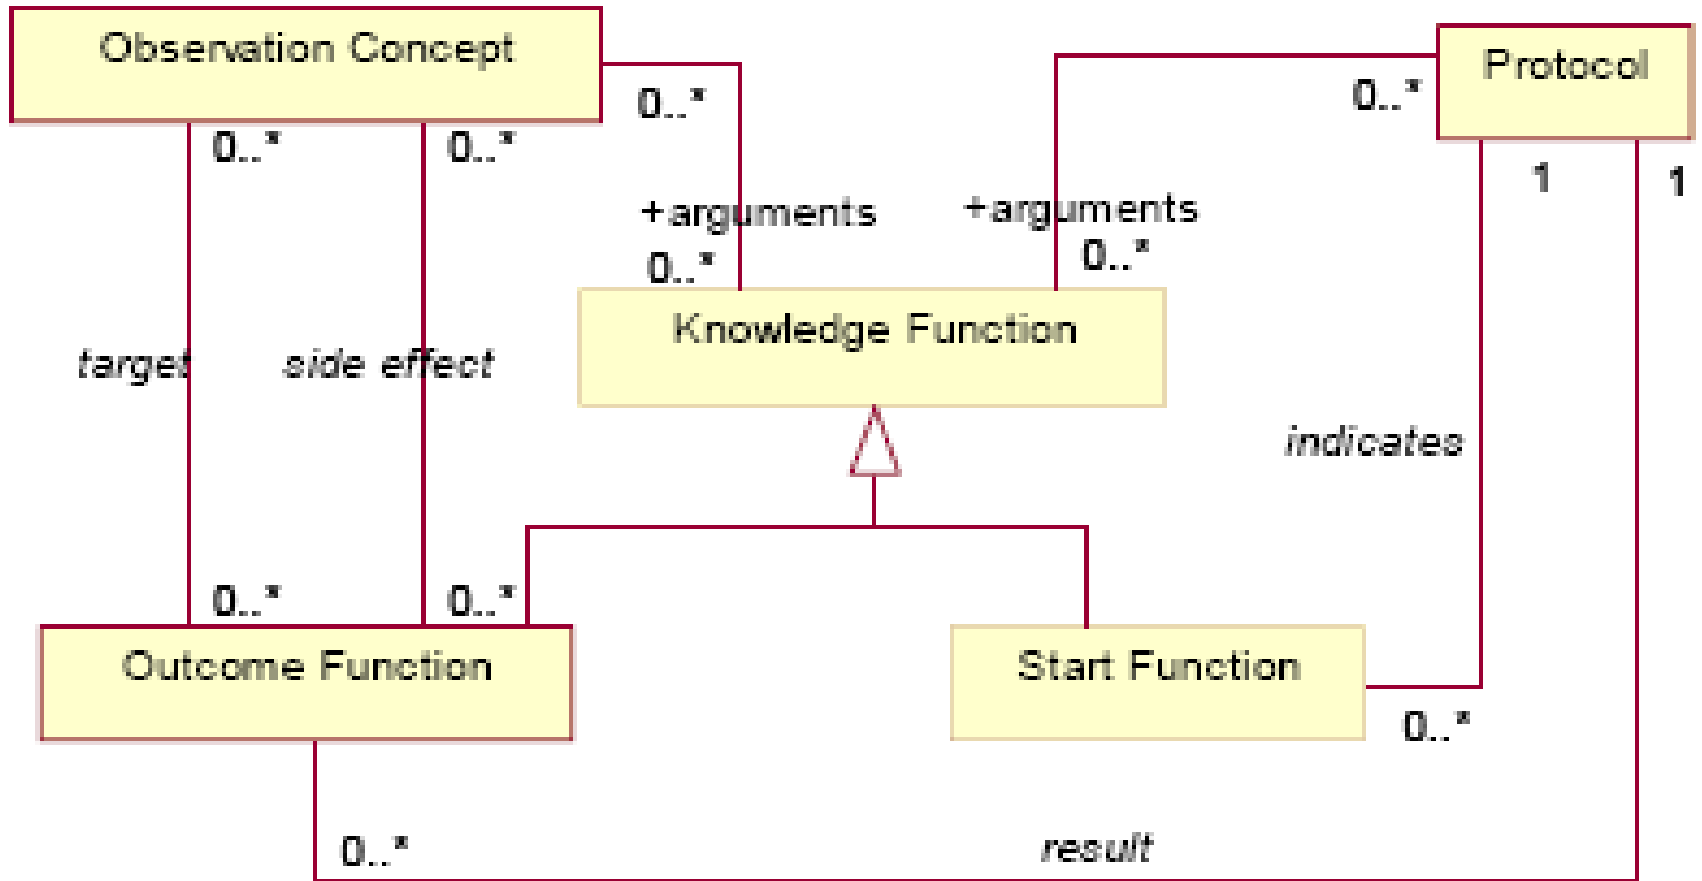 Observation Concept
Protocol
0..*
0..*
0..*
0..*
1
1
+arguments
+arguments
0..*
0..*
Knowledge Function
target
side effect
indicates
0..*
0..*
Outcome Function
Start Function
0..*
0..*
result